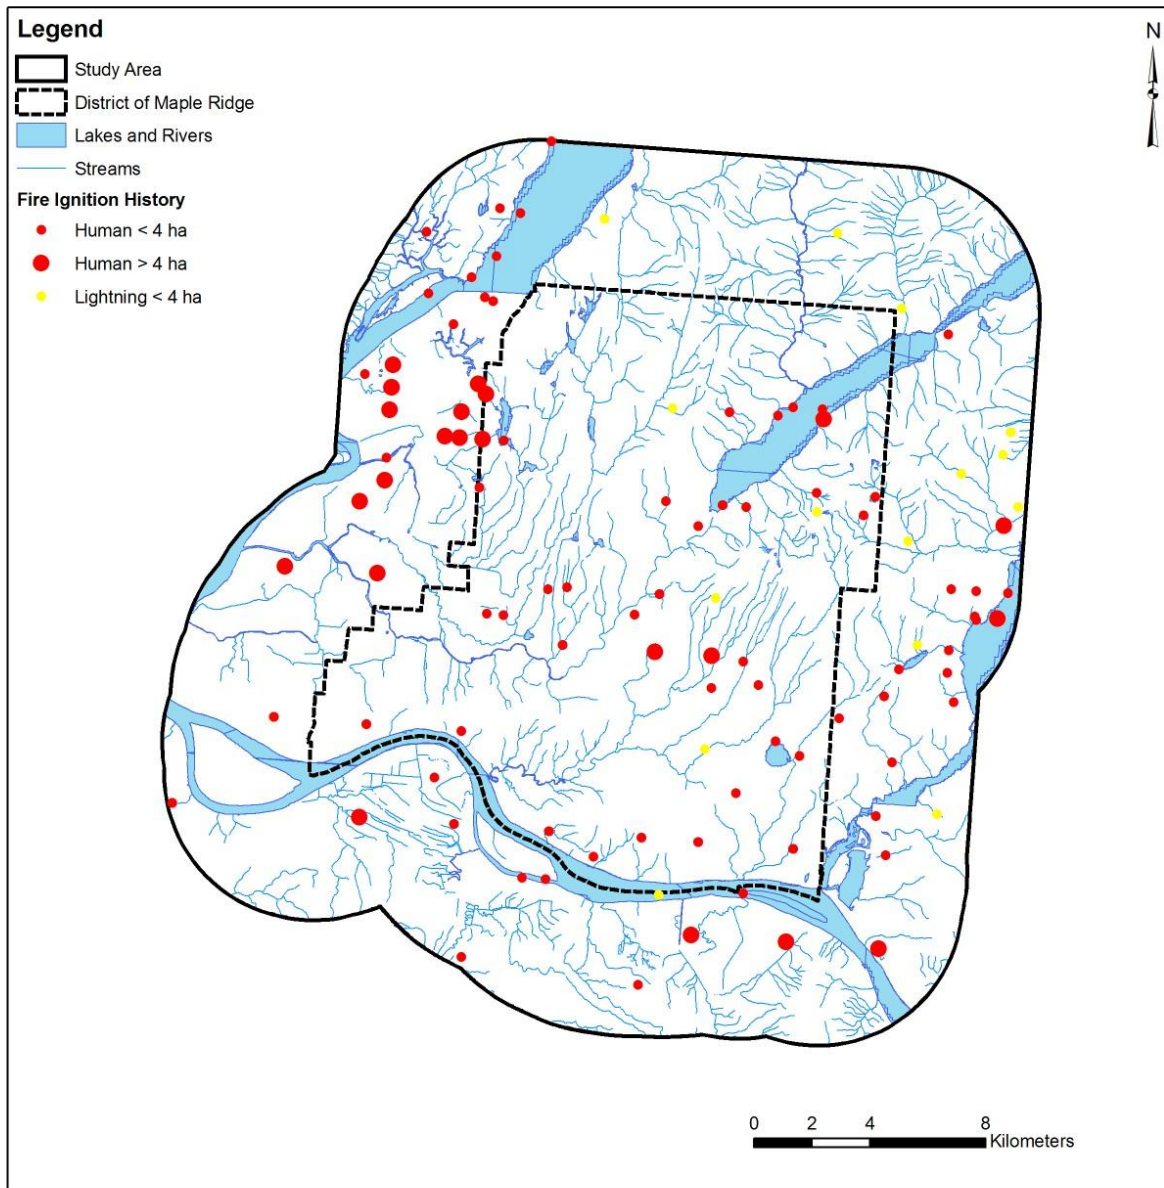 Legend
Study Area
District of Maple Ridge
Lakes and Rivers
Streams
Fire Ignition History
Human < 4 ha
Human > 4 ha
Lightning < 4 ha
N
0 2 4 8
Kilometers